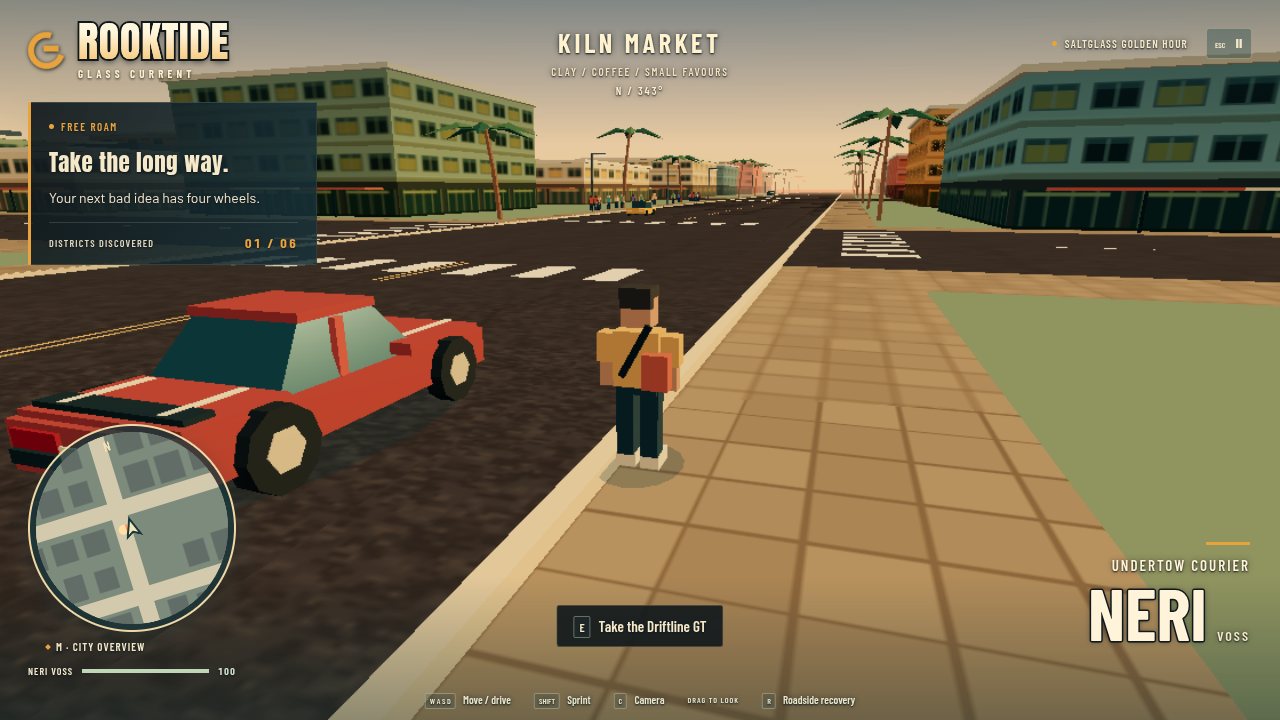 ROOKTIDE
GLASS CURRENT
FREE ROAM
Take the long way.
Your next bad idea has four wheels.
DISTRICTS DISCOVERED 01 / 06
KILN MARKET
CLAY / COFFEE / SMALL FAVOURS
N / 343°
SALTGLASS GOLDEN HOUR
ESC
N
M · CITY OVERVIEW
NERI VOSS 100
E Take the Driftline GT
UNDERTOW COURIER
NERI VOSS
WASD Move / drive SHIFT Sprint C Camera DRAG TO LOOK R Roadside recovery